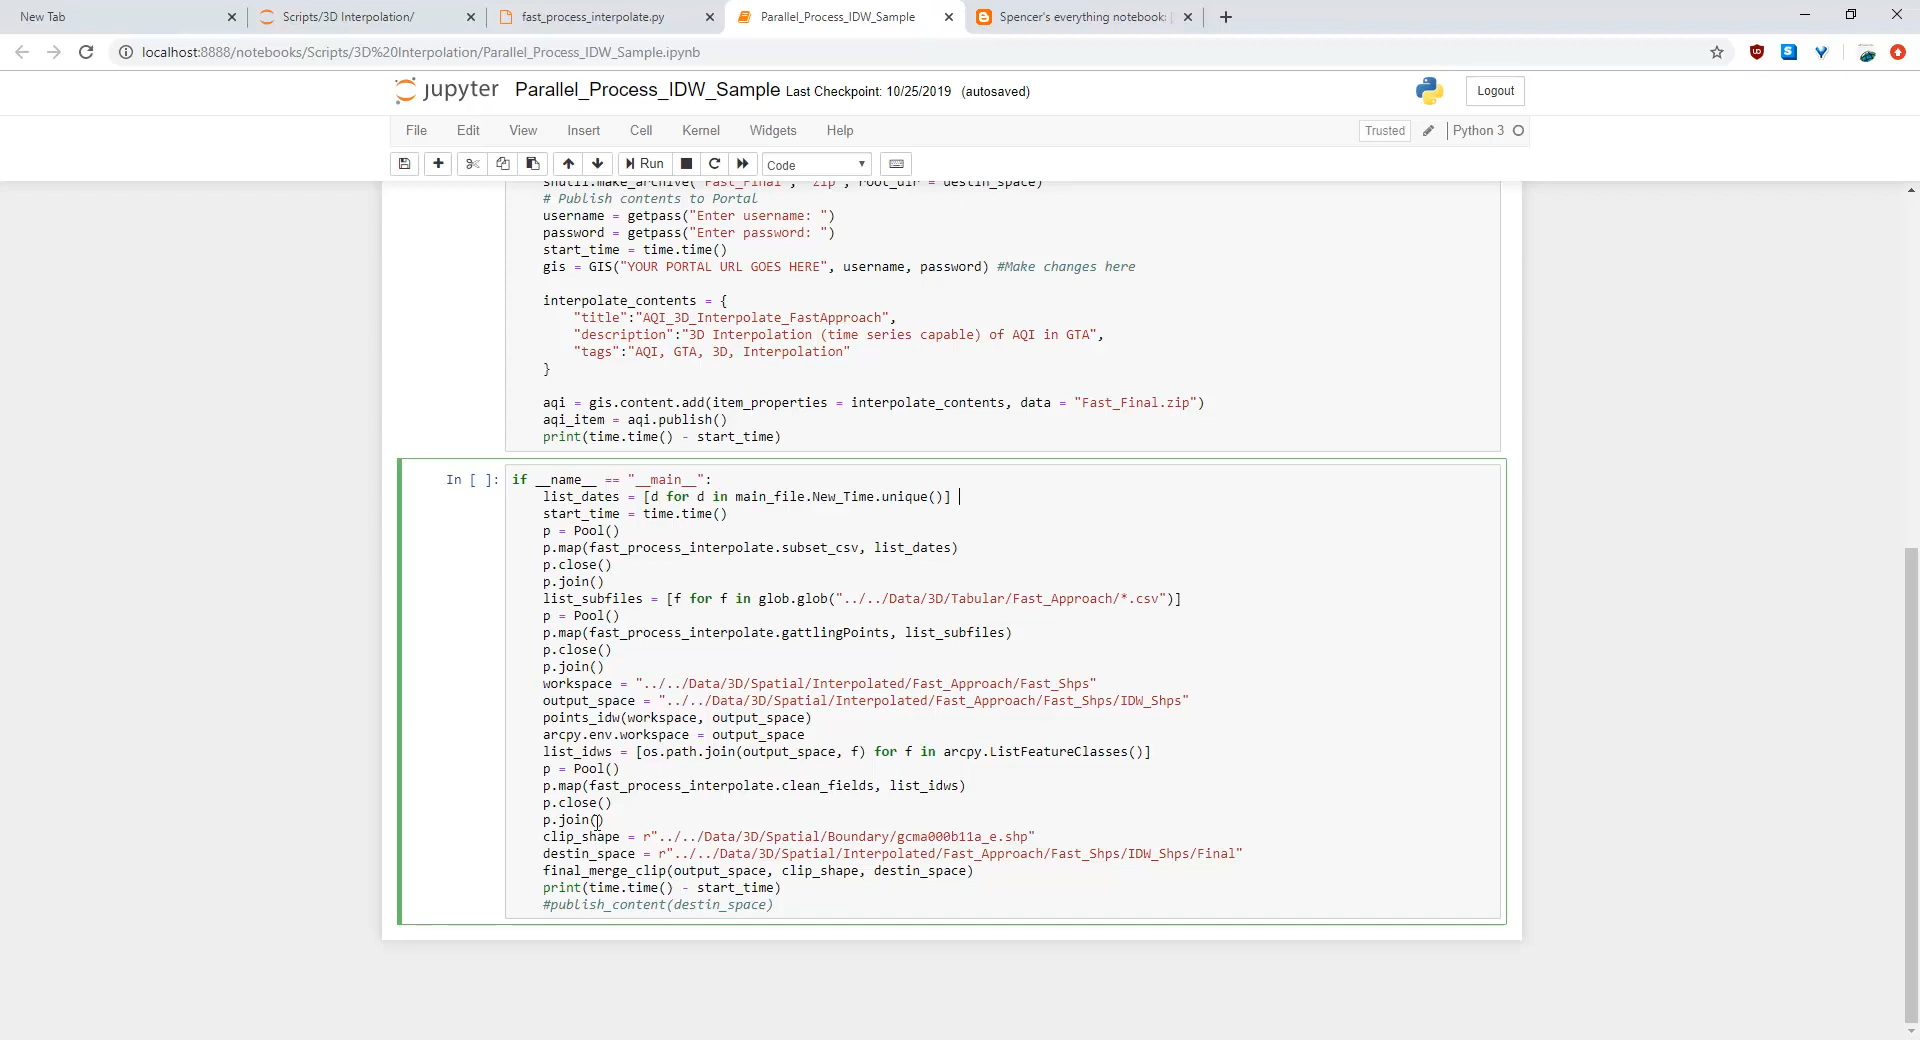 New Tab
Scripts/3D Interpolation/
fast_process_interpolate.py
Parallel_Process_IDW_Sample
Spencer's everything notebook:
localhost:8888/notebooks/Scripts/3D%20Interpolation/Parallel_Process_IDW_Sample.ipynb
jupyter Parallel_Process_IDW_Sample Last Checkpoint: 10/25/2019 (autosaved)
Logout
File Edit View Insert Cell Kernel Widgets Help
Trusted Python 3
Run Code
shutil.make_archive("Fast_Final", "zip", root_dir = destin_space)
# Publish contents to Portal
username = getpass("Enter username: ")
password = getpass("Enter password: ")
start_time = time.time()
gis = GIS("YOUR PORTAL URL GOES HERE", username, password) #Make changes here
interpolate_contents = {
"title":"AQI_3D_Interpolate_FastApproach",
"description":"3D Interpolation (time series capable) of AQI in GTA",
"tags":"AQI, GTA, 3D, Interpolation"
}
aqi = gis.content.add(item_properties = interpolate_contents, data = "Fast_Final.zip")
aqi_item = aqi.publish()
print(time.time() - start_time)
In [ ]: if __name__ == "__main__":
list_dates = [d for d in main_file.New_Time.unique()]
start_time = time.time()
p = Pool()
p.map(fast_process_interpolate.subset_csv, list_dates)
p.close()
p.join()
list_subfiles = [f for f in glob.glob("../../Data/3D/Tabular/Fast_Approach/*.csv")]
p = Pool()
p.map(fast_process_interpolate.gattlingPoints, list_subfiles)
p.close()
p.join()
workspace = "../../Data/3D/Spatial/Interpolated/Fast_Approach/Fast_Shps"
output_space = "../../Data/3D/Spatial/Interpolated/Fast_Approach/Fast_Shps/IDW_Shps"
points_idw(workspace, output_space)
arcpy.env.workspace = output_space
list_idws = [os.path.join(output_space, f) for f in arcpy.ListFeatureClasses()]
p = Pool()
p.map(fast_process_interpolate.clean_fields, list_idws)
p.close()
p.join()
clip_shape = r"../../Data/3D/Spatial/Boundary/gcma000b11a_e.shp"
destin_space = r"../../Data/3D/Spatial/Interpolated/Fast_Approach/Fast_Shps/IDW_Shps/Final"
final_merge_clip(output_space, clip_shape, destin_space)
print(time.time() - start_time)
#publish_content(destin_space)